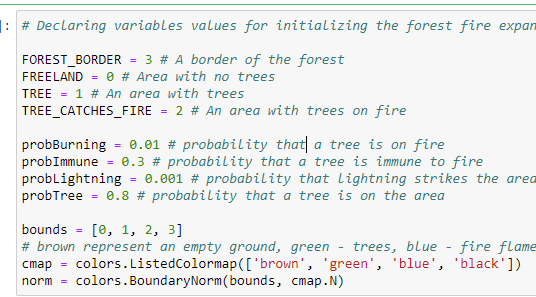 ]: # Declaring variables values for initializing the forest fire
FOREST_BORDER = 3 # A border of the forest
FREELAND = 0 # Area with no trees
TREE = 1 # An area with trees
TREE_CATCHES_FIRE = 2 # An area with trees on fire
probBurning = 0.01 # probability that a tree is on fire
probImmune = 0.3 # probability that a tree is immune to fire
probLightning = 0.001 # probability that lightning strikes the area
probTree = 0.8 # probability that a tree is on the area
bounds = [0, 1, 2, 3]
# brown represent an empty ground, green - trees, blue - fire flame
cmap = colors.ListedColormap(['brown', 'green', 'blue', 'black'])
norm = colors.BoundaryNorm(bounds, cmap.N)